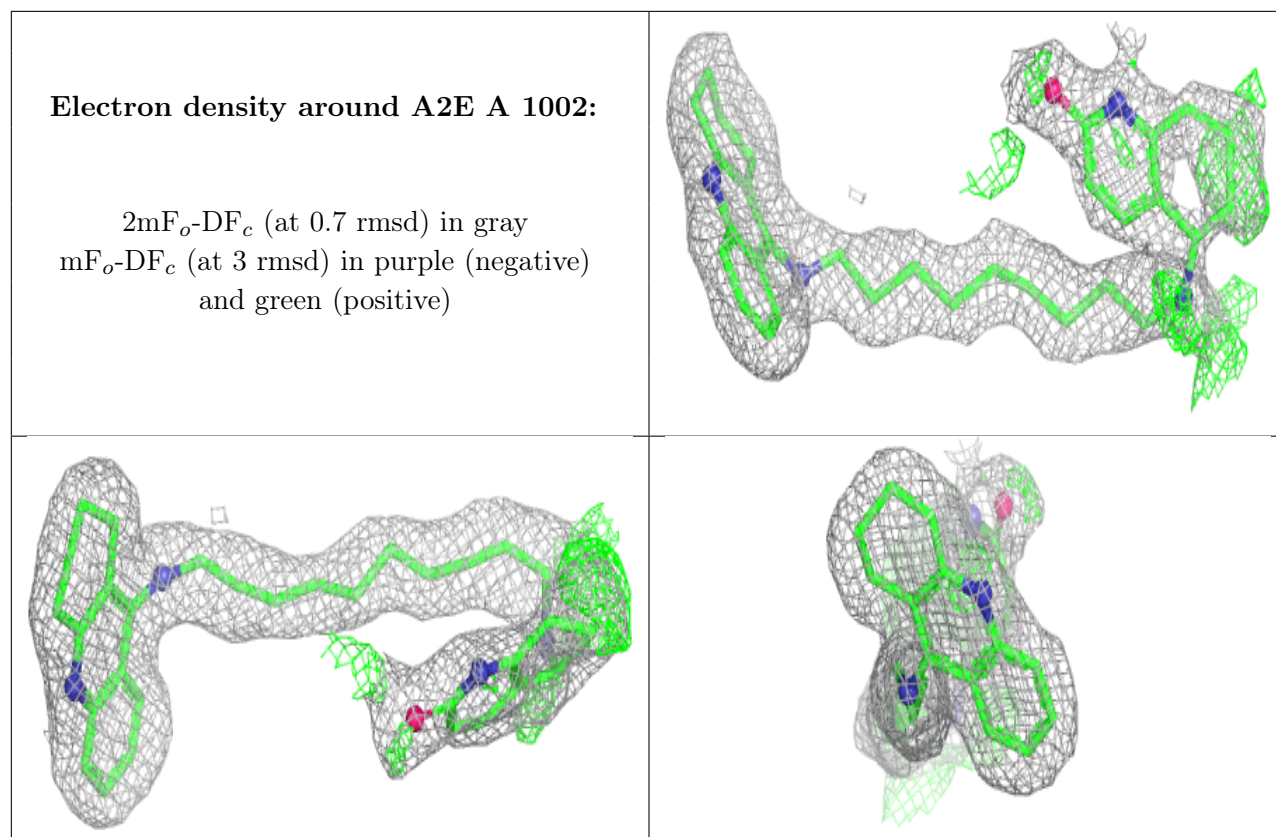 Electron density around A2E A 1002:
2mFₒ-DF𝒸 (at 0.7 rmsd) in gray
mFₒ-DF𝒸 (at 3 rmsd) in purple (negative)
and green (positive)